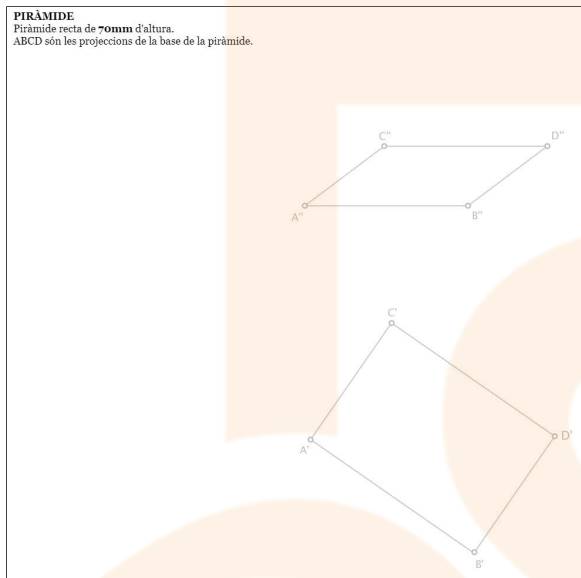 PIRÀMIDE
Piràmide recta de 70mm d'altura.
ABCD són les projeccions de la base de la piràmide.
C" D"
A" B"
C'
A' D'
B'